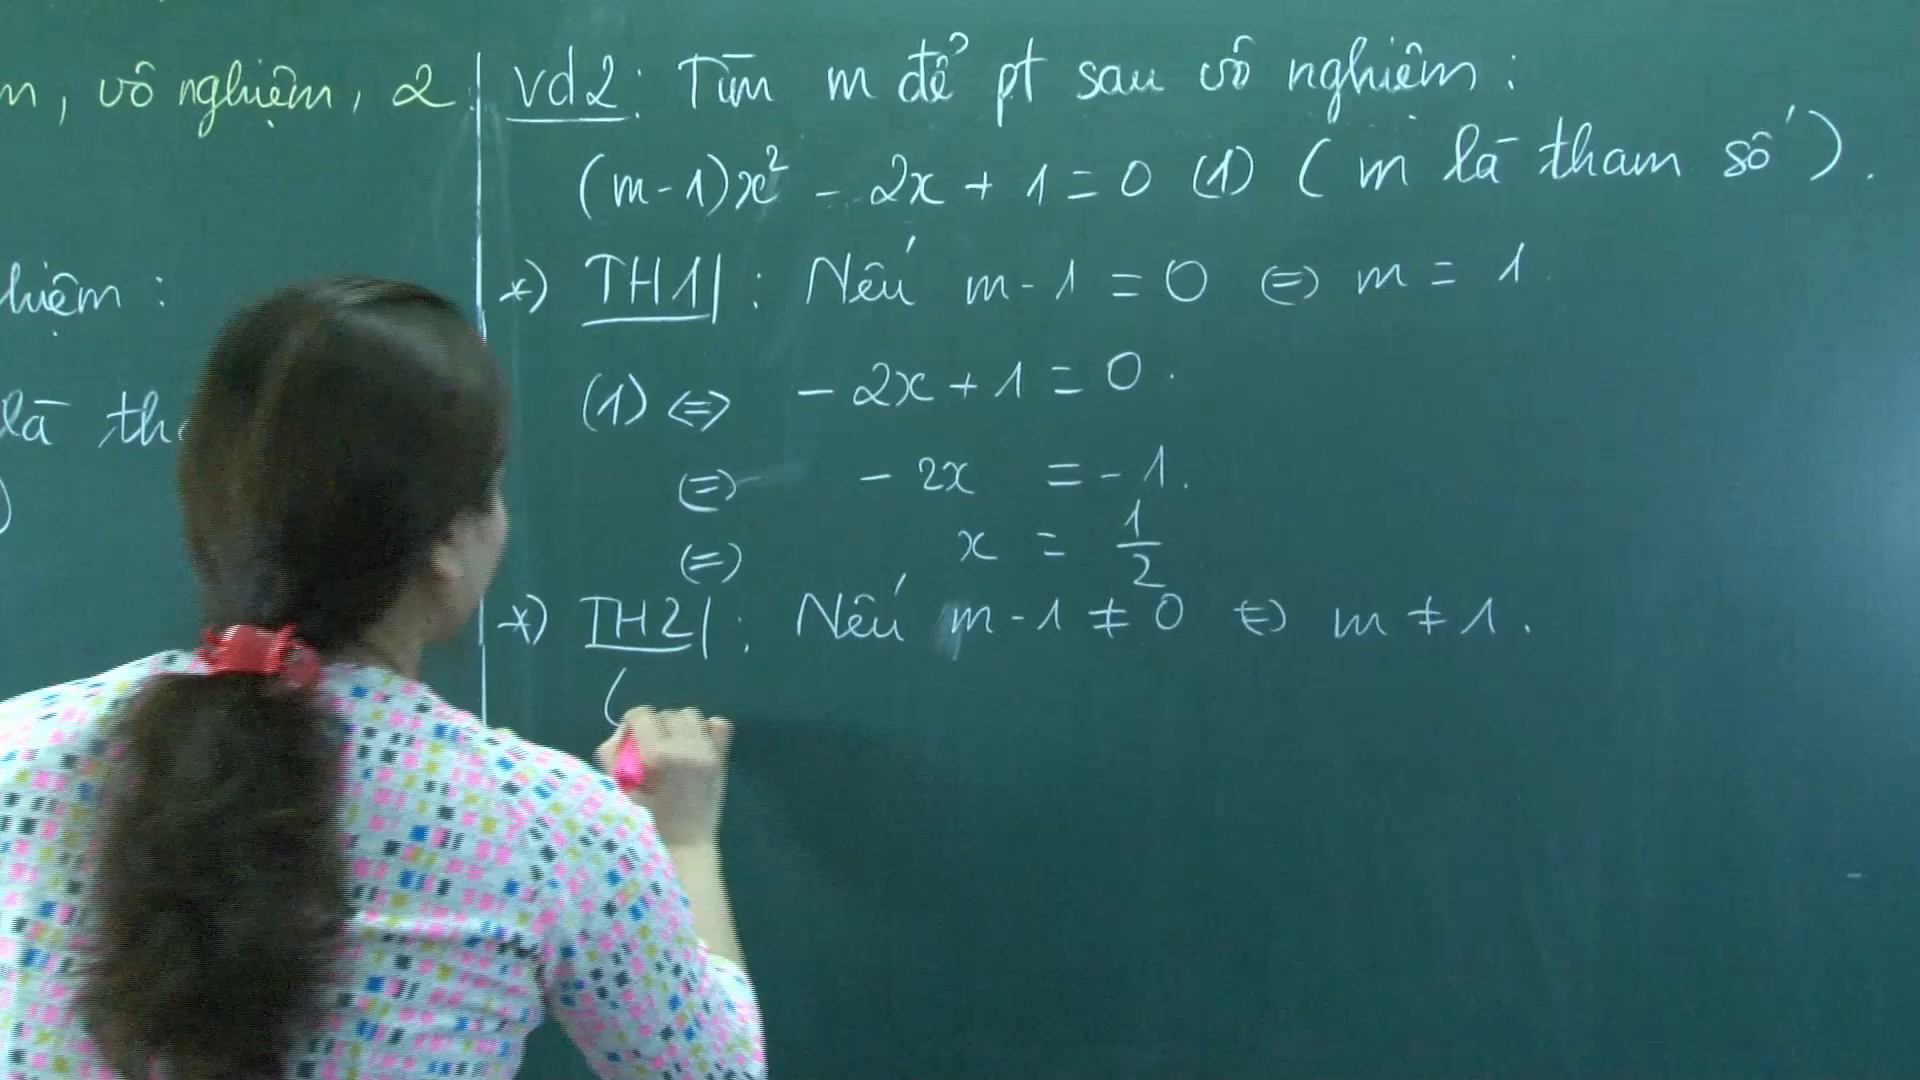 , vô nghiệm, 2
là
vd2: Tìm m để pt sau vô nghiệm:
(m-1)x² - 2x + 1 = 0 (1) (m là tham số).
*) TH1|: Nếu m-1 = 0 ⇔ m = 1
(1) ⇔ -2x + 1 = 0.
⇔ -2x = -1.
⇔ x = 1/2
*) TH2|: Nếu m-1 ≠ 0 ⇔ m ≠ 1.
(